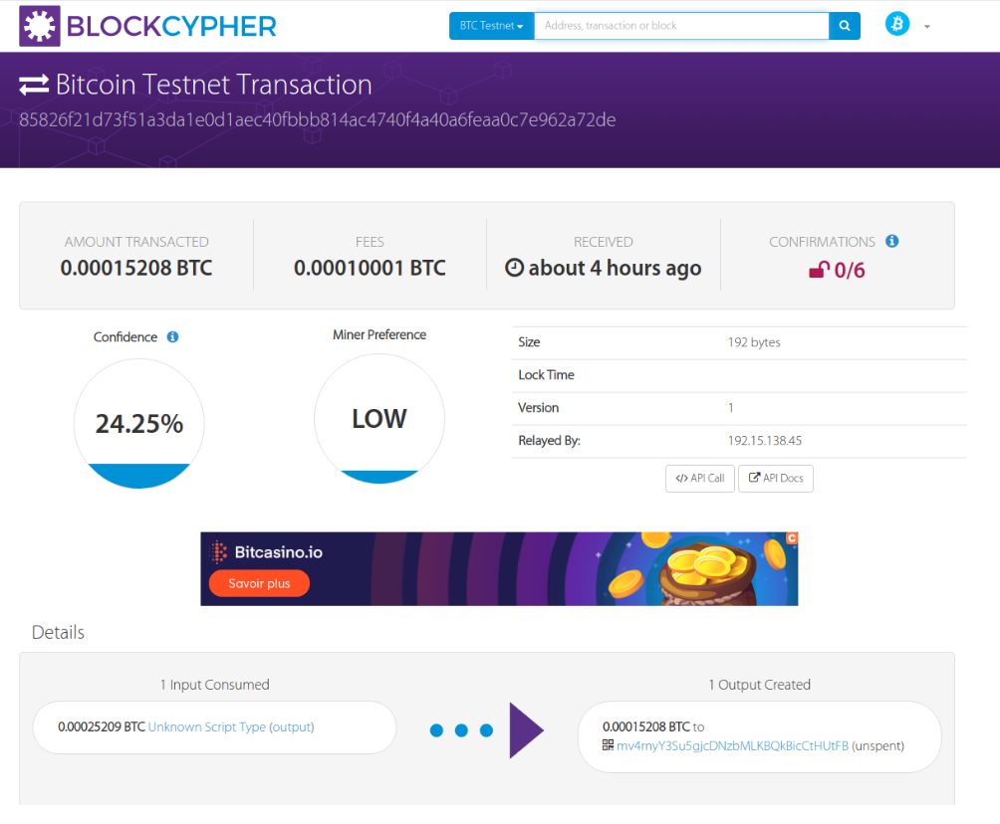 BLOCKCYPHER
BTC Testnet
Address, transaction or block
Bitcoin Testnet Transaction
85826f21d73f51a3da1e0d1aec40fbbb814ac4740f4a40a6feaa0c7e962a72de
AMOUNT TRANSACTED
0.00015208 BTC
FEES
0.00010001 BTC
RECEIVED
about 4 hours ago
CONFIRMATIONS
0/6
Confidence
24.25%
Miner Preference
LOW
Size 192 bytes
Lock Time
Version 1
Relayed By: 192.15.138.45
</> API Call
API Docs
Bitcasino.io
Savoir plus
C
Details
1 Input Consumed
0.00025209 BTC Unknown Script Type (output)
1 Output Created
0.00015208 BTC to
mv4rnyY3Su5gjcDNzbMLKBQkBicCtHUtFB (unspent)